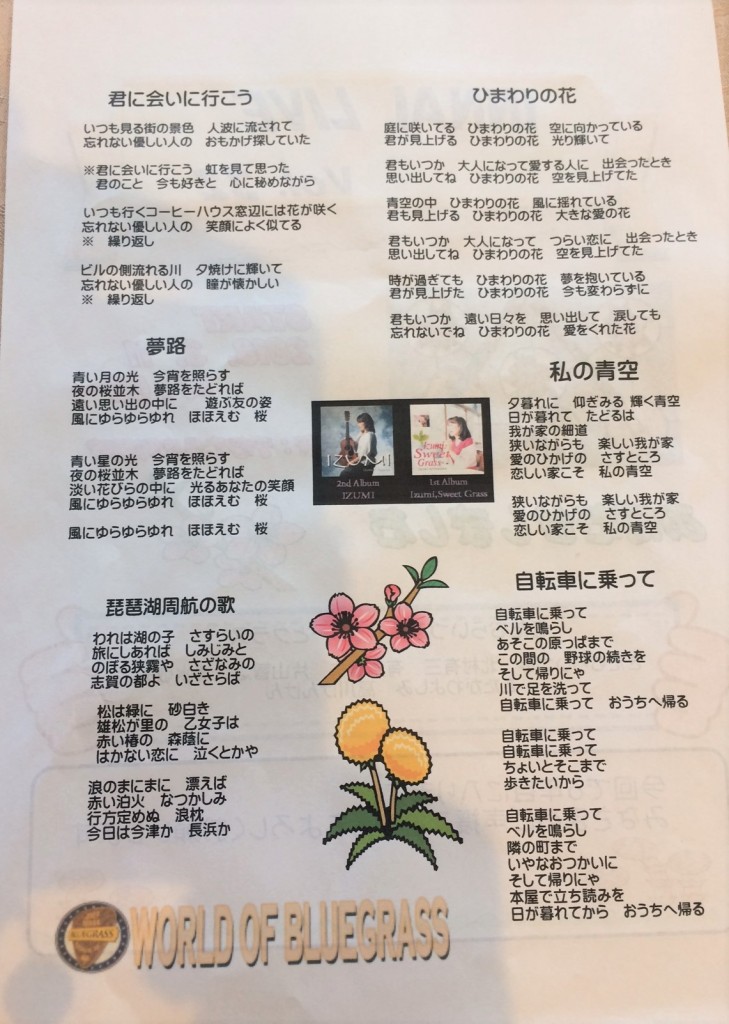 君に会いに行こう
いつも見る街の景色　人波に流されて
忘れない優しい人の　おもかげ探していた
※君に会いに行こう　虹を見て思った
君のこと　今も好きと　心に秘めながら
いつも行くコーヒーハウス窓辺には花が咲く
忘れない優しい人の　笑顔によく似てる
※　繰り返し
ビルの側流れる川　夕焼けに輝いて
忘れない優しい人の　瞳が懐かしい
※　繰り返し
夢路
青い月の光　今宵を照らす
夜の桜並木　夢路をたどれば
遠い思い出の中に　遊ぶ友の姿
風にゆらゆらゆれ　ほほえむ　桜
青い星の光　今宵を照らす
夜の桜並木　夢路をたどれば
淡い花びらの中に　光るあなたの笑顔
風にゆらゆらゆれ　ほほえむ　桜
風にゆらゆらゆれ　ほほえむ　桜
琵琶湖周航の歌
われは湖の子　さすらいの
旅にしあれば　しみじみと
のぼる狭霧や　さざなみの
志賀の都よ　いざさらば
松は緑に　砂白き
雄松が里の　乙女子は
赤い椿の　森蔭に
はかない恋に　泣くとかや
浪のまにまに　漂えば
赤い泊火　なつかしみ
行方定めぬ　浪枕
今日は今津か　長浜か
ひまわりの花
庭に咲いてる　ひまわりの花　空に向かっている
君が見上げる　ひまわりの花　光り輝いて
君もいつか　大人になって愛する人に　出会ったとき
思い出してね　ひまわりの花　空を見上げてた
青空の中　ひまわりの花　風に揺れている
君も見上げる　ひまわりの花　大きな愛の花
君もいつか　大人になって　つらい恋に　出会ったとき
思い出してね　ひまわりの花　空を見上げてた
時が過ぎても　ひまわりの花　夢を抱いている
君が見上げた　ひまわりの花　今も変わらずに
君もいつか　遠い日々を　思い出して　涙しても
忘れないでね　ひまわりの花　愛をくれた花
私の青空
夕暮れに　仰ぎみる 輝く青空
日が暮れて　たどるは
我が家の細道
狭いながらも　楽しい我が家
愛のひかげの　さすところ
恋しい家こそ　私の青空
狭いながらも　楽しい我が家
愛のひかげの　さすところ
恋しい家こそ　私の青空
IZUMI
2nd Album
IZUMI
Izumi
Sweet
Grass
1st Album
Izumi,Sweet Grass
自転車に乗って
自転車に乗って
ベルを鳴らし
あそこの原っぱまで
この間の　野球の続きを
そして帰りにゃ
川で足を洗って
自転車に乗って　おうちへ帰る
自転車に乗って
自転車に乗って
ちょいとそこまで
歩きたいから
自転車に乗って
ベルを鳴らし
隣の町まで
いやなおつかいに
そして帰りにゃ
本屋で立ち読みを
日が暮れてから　おうちへ帰る
BLUEGRASS
WORLD OF BLUEGRASS